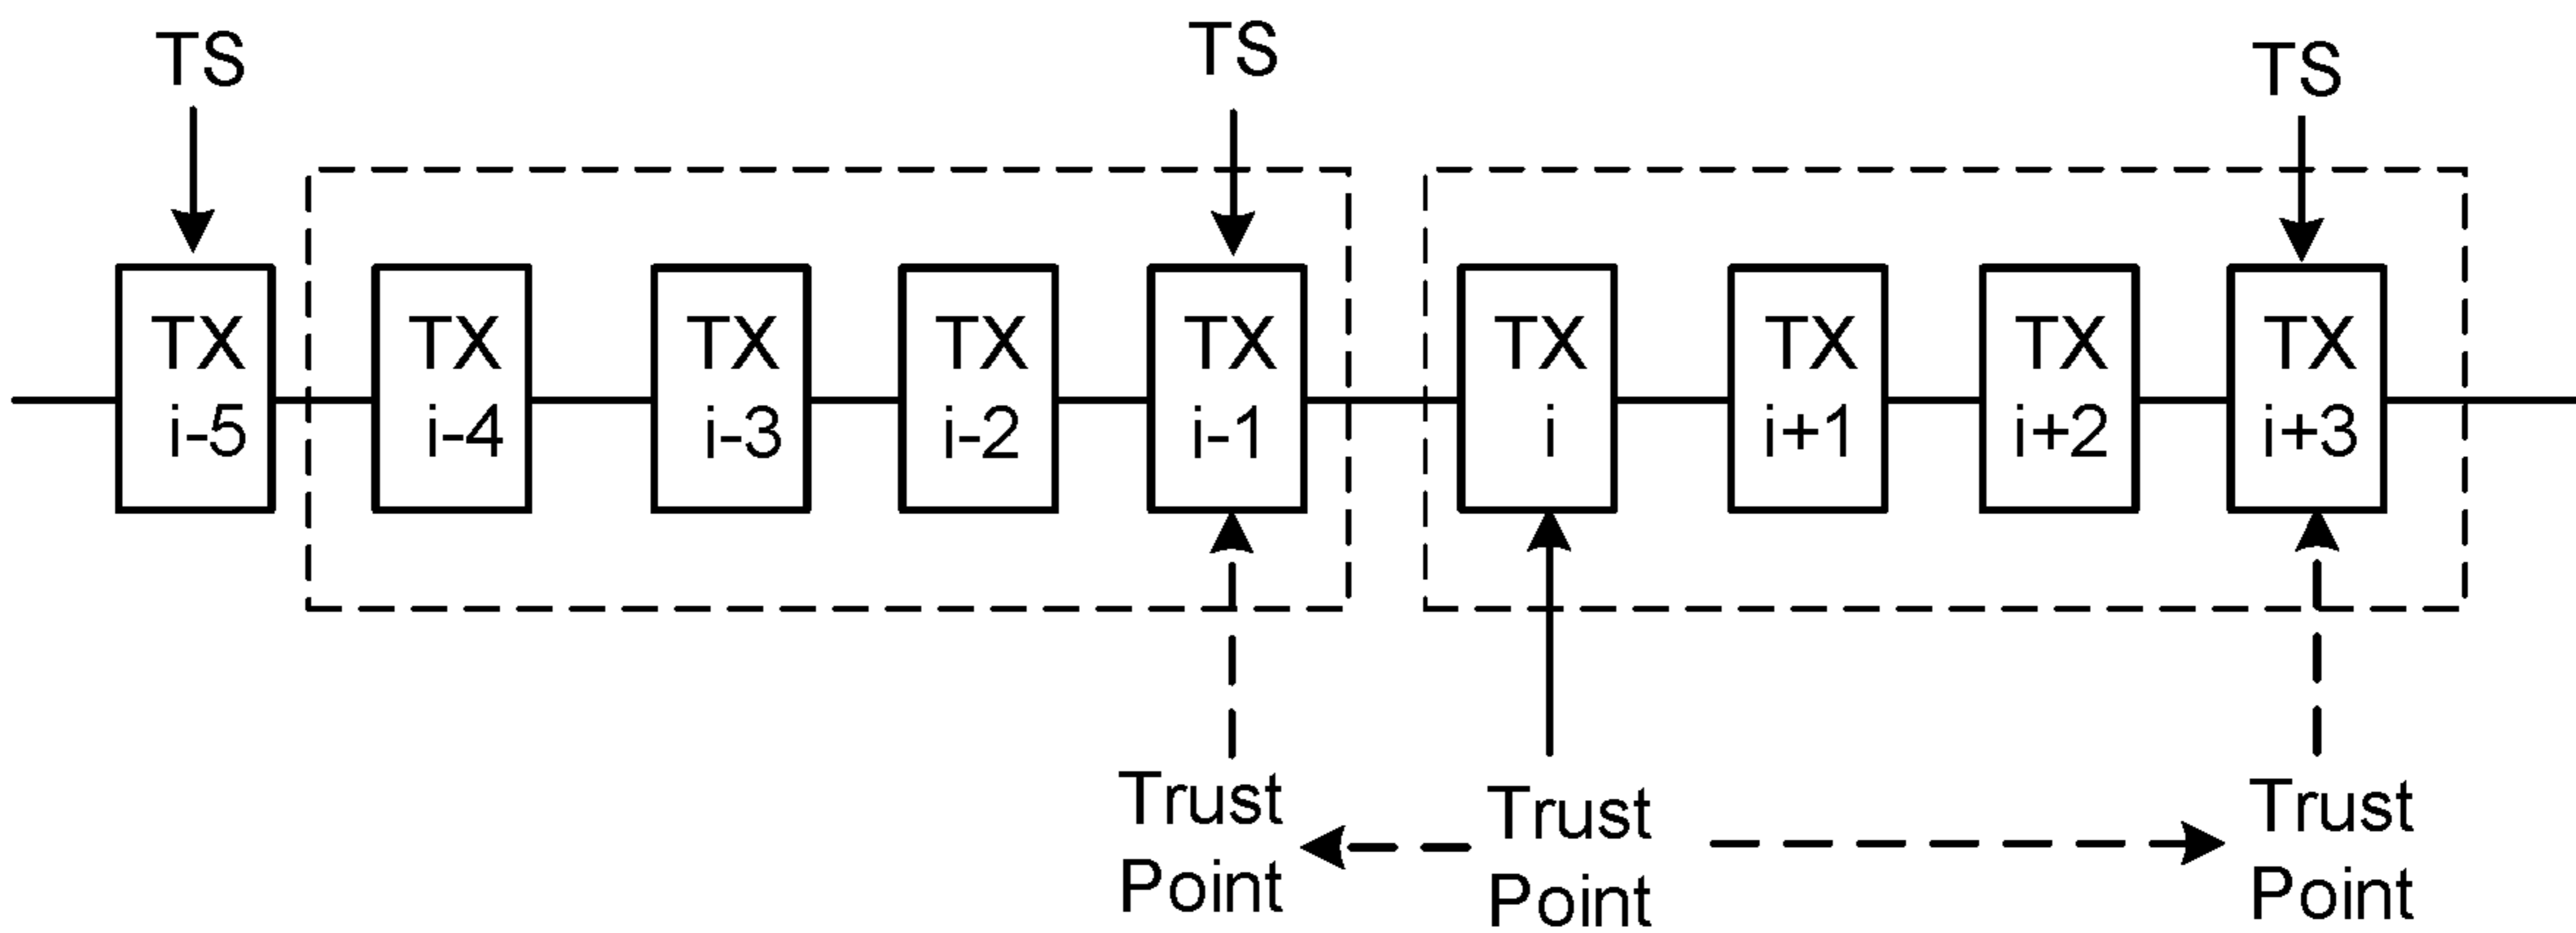 TS
TS
TS
TX
i-5
TX
i-4
TX
i-3
TX
i-2
TX
i-1
TX
i
TX
i+1
TX
i+2
TX
i+3
Trust
Point
Trust
Point
Trust
Point